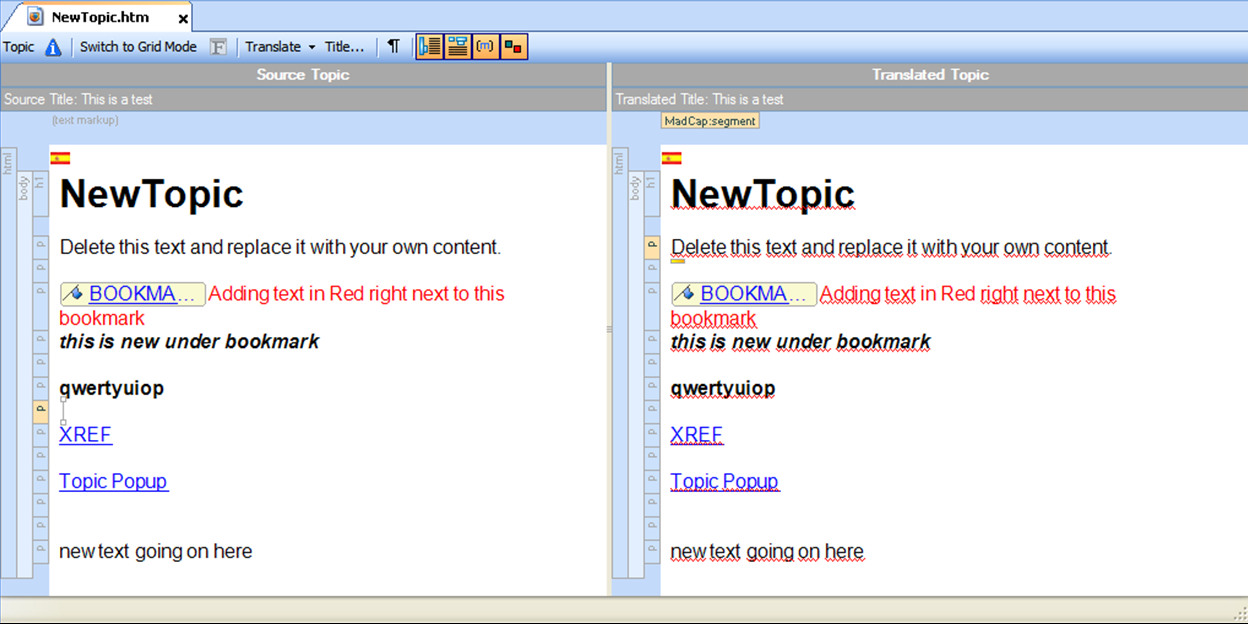 NewTopic.htm
Topic Switch to Grid Mode F Translate Title... ¶ (m)
Source Topic
Translated Topic
Source Title: This is a test
Translated Title: This is a test
(text markup)
MadCap:segment
html
body
h1
NewTopic
p
Delete this text and replace it with your own content.
p
p
BOOKMA... Adding text in Red right next to this
bookmark
p
this is new under bookmark
p
p
qwertyuiop
p
p
XREF
p
p
Topic Popup
p
p
p
new text going on here
html
body
h1
NewTopic
p
Delete this text and replace it with your own content.
p
p
BOOKMA... Adding text in Red right next to this
bookmark
p
this is new under bookmark
p
p
qwertyuiop
p
p
XREF
p
p
Topic Popup
p
p
p
new text going on here